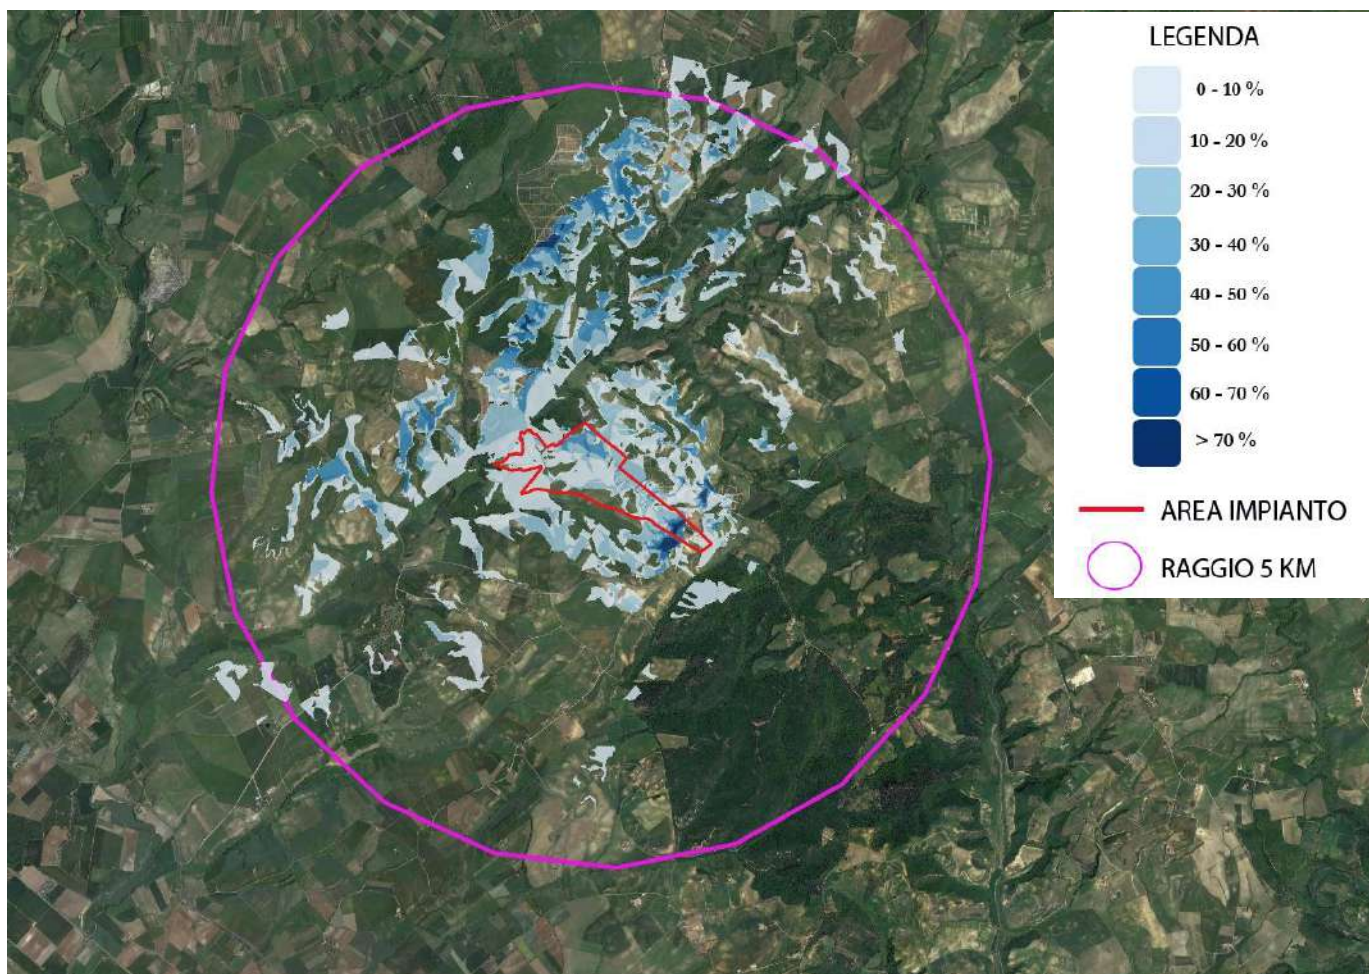 LEGENDA
0 - 10 %
10 - 20 %
20 - 30 %
30 - 40 %
40 - 50 %
50 - 60 %
60 - 70 %
> 70 %
AREA IMPIANTO
RAGGIO 5 KM